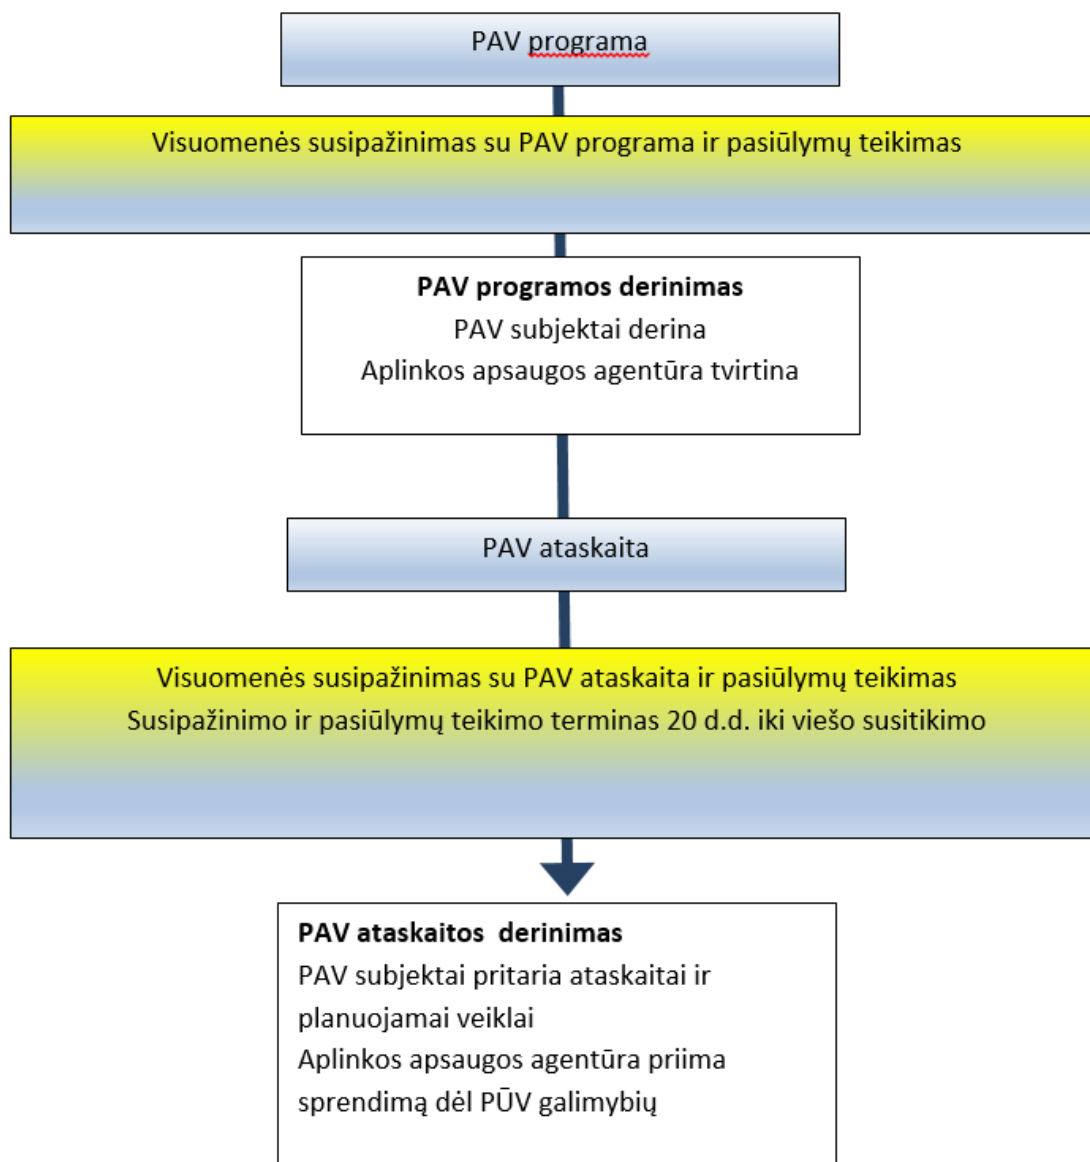 PAV programa
Visuomenės susipažinimas su PAV programa ir pasiūlymų teikimas
PAV programos derinimas
PAV subjektai derina
Aplinkos apsaugos agentūra tvirtina
PAV ataskaita
Visuomenės susipažinimas su PAV ataskaita ir pasiūlymų teikimas
Susipažinimo ir pasiūlymų teikimo terminas 20 d.d. iki viešo susitikimo
PAV ataskaitos  derinimas
PAV subjektai pritaria ataskaitai ir
planuojamai veiklai
Aplinkos apsaugos agentūra priima
sprendimą dėl PŪV galimybių